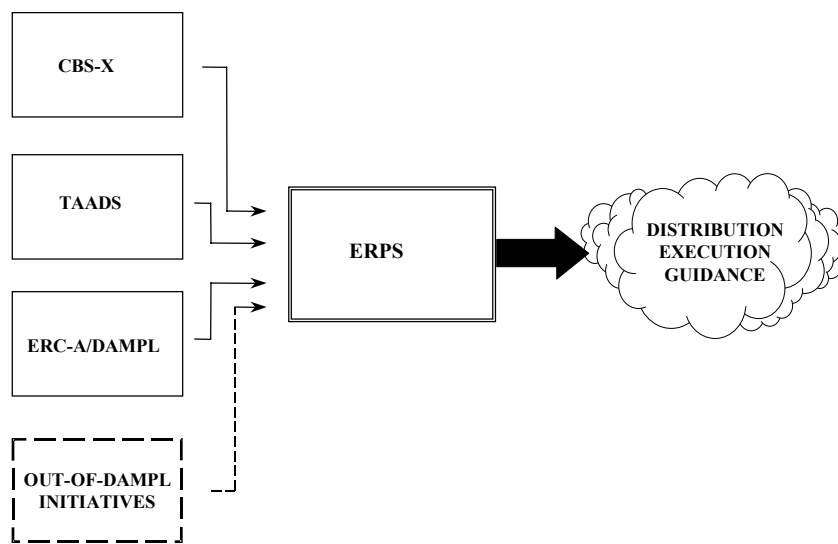 CBS-X
TAADS
ERC-A/DAMPL
OUT-OF-DAMPL
INITIATIVES
ERPS
DISTRIBUTION
EXECUTION
GUIDANCE